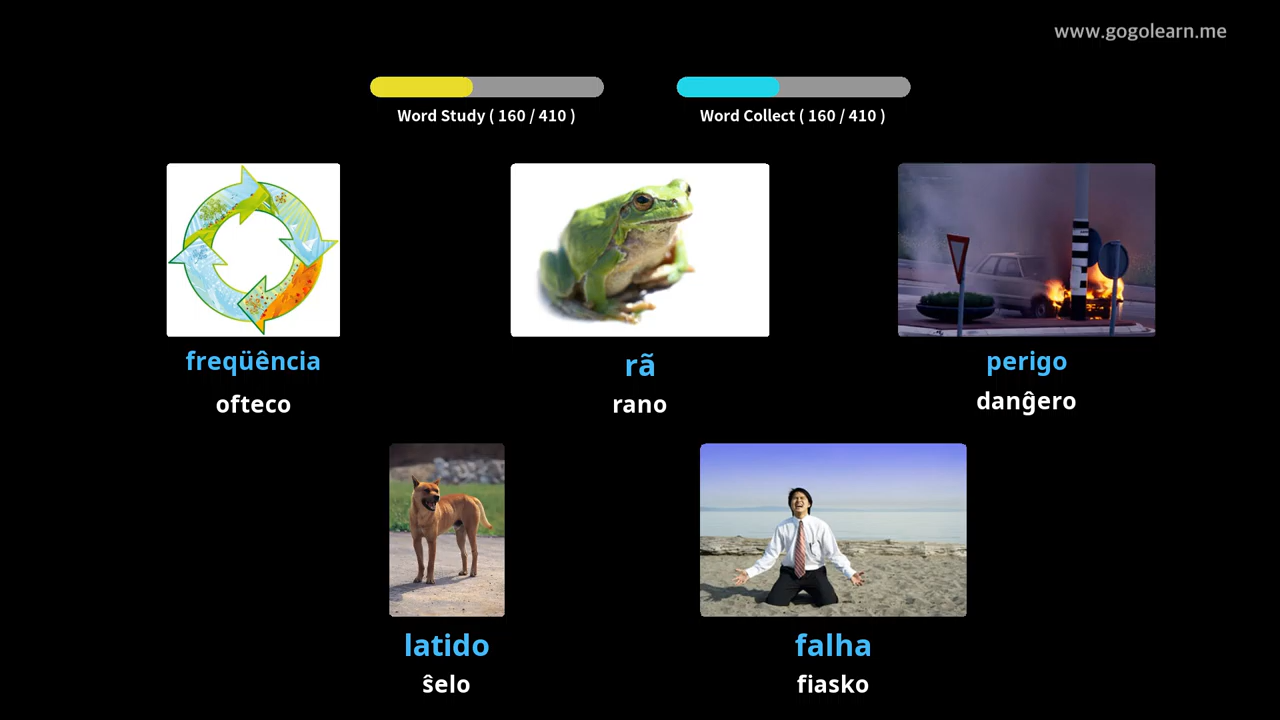 www.gogolearn.me
Word Study ( 160 / 410 )
Word Collect ( 160 / 410 )
freqüência
rã
perigo
ofteco
rano
danĝero
latido
falha
ŝelo
fiasko